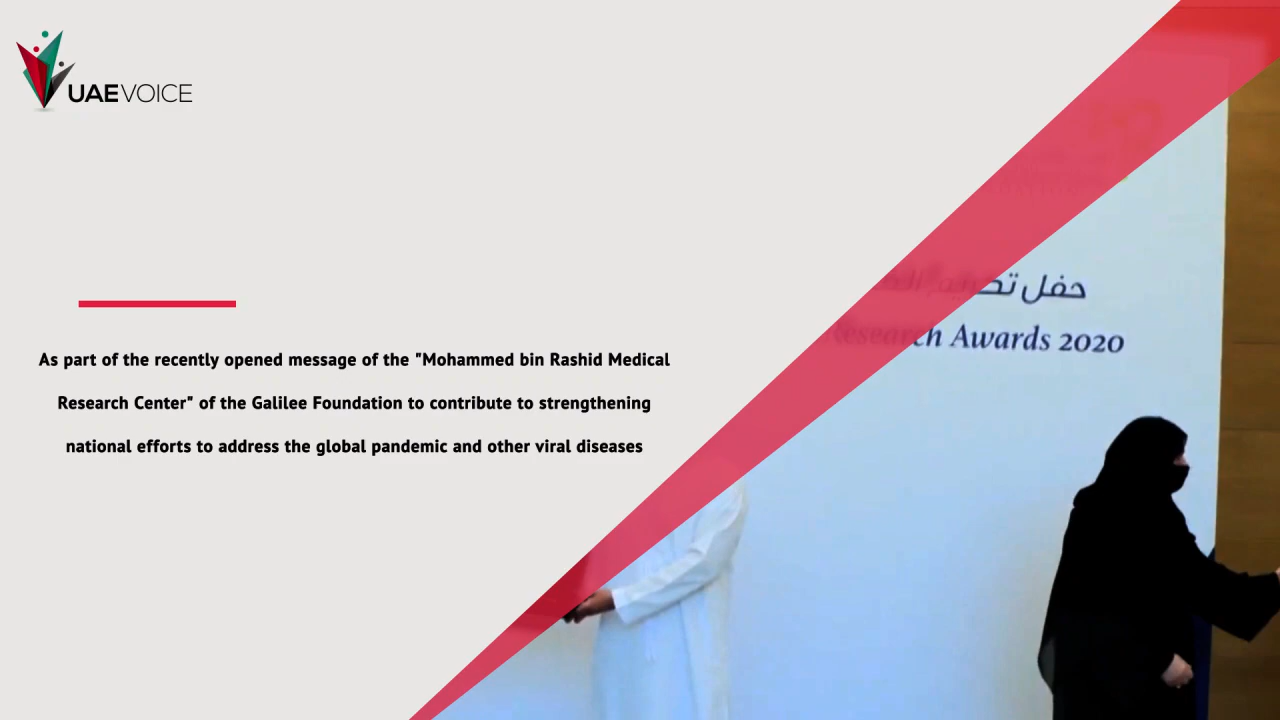 UAEVOICE
As part of the recently opened message of the "Mohammed bin Rashid Medical
Research Center" of the Galilee Foundation to contribute to strengthening
national efforts to address the global pandemic and other viral diseases
حفل
Research Awards 2020